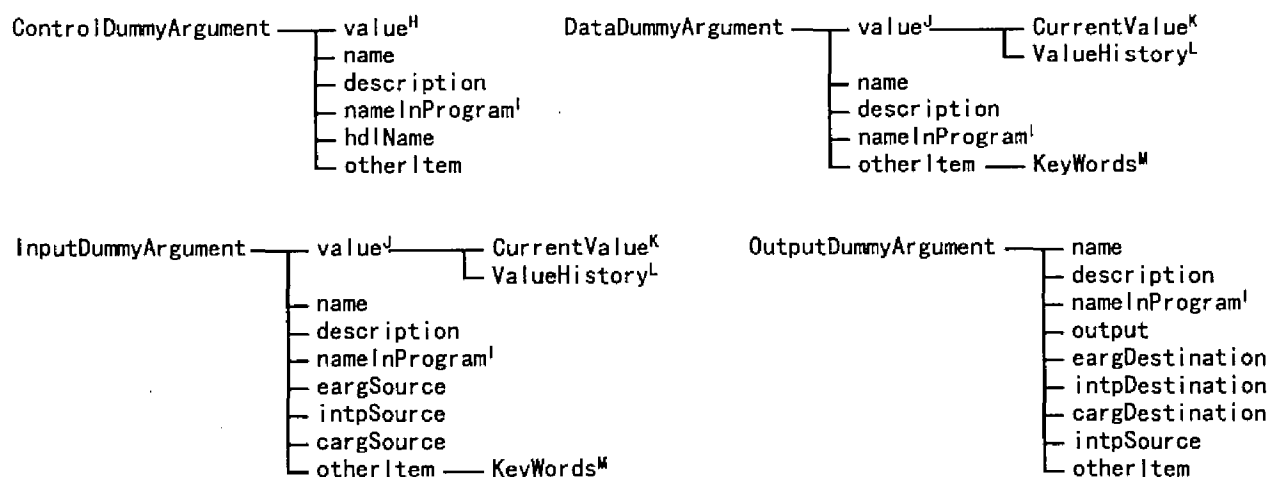 ControlDummyArgument valueᴴ
name
description
nameInProgramᴵ
hdlName
otherItem
DataDummyArgument valueᴶ CurrentValueᴷ
ValueHistoryᴸ
name
description
nameInProgramᴵ
otherItem KeyWordsᴹ
InputDummyArgument valueᴶ CurrentValueᴷ
ValueHistoryᴸ
name
description
nameInProgramᴵ
eargSource
intpSource
cargSource
otherItem KeyWordsᴹ
OutputDummyArgument name
description
nameInProgramᴵ
output
eargDestination
intpDestination
cargDestination
intpSource
otherItem